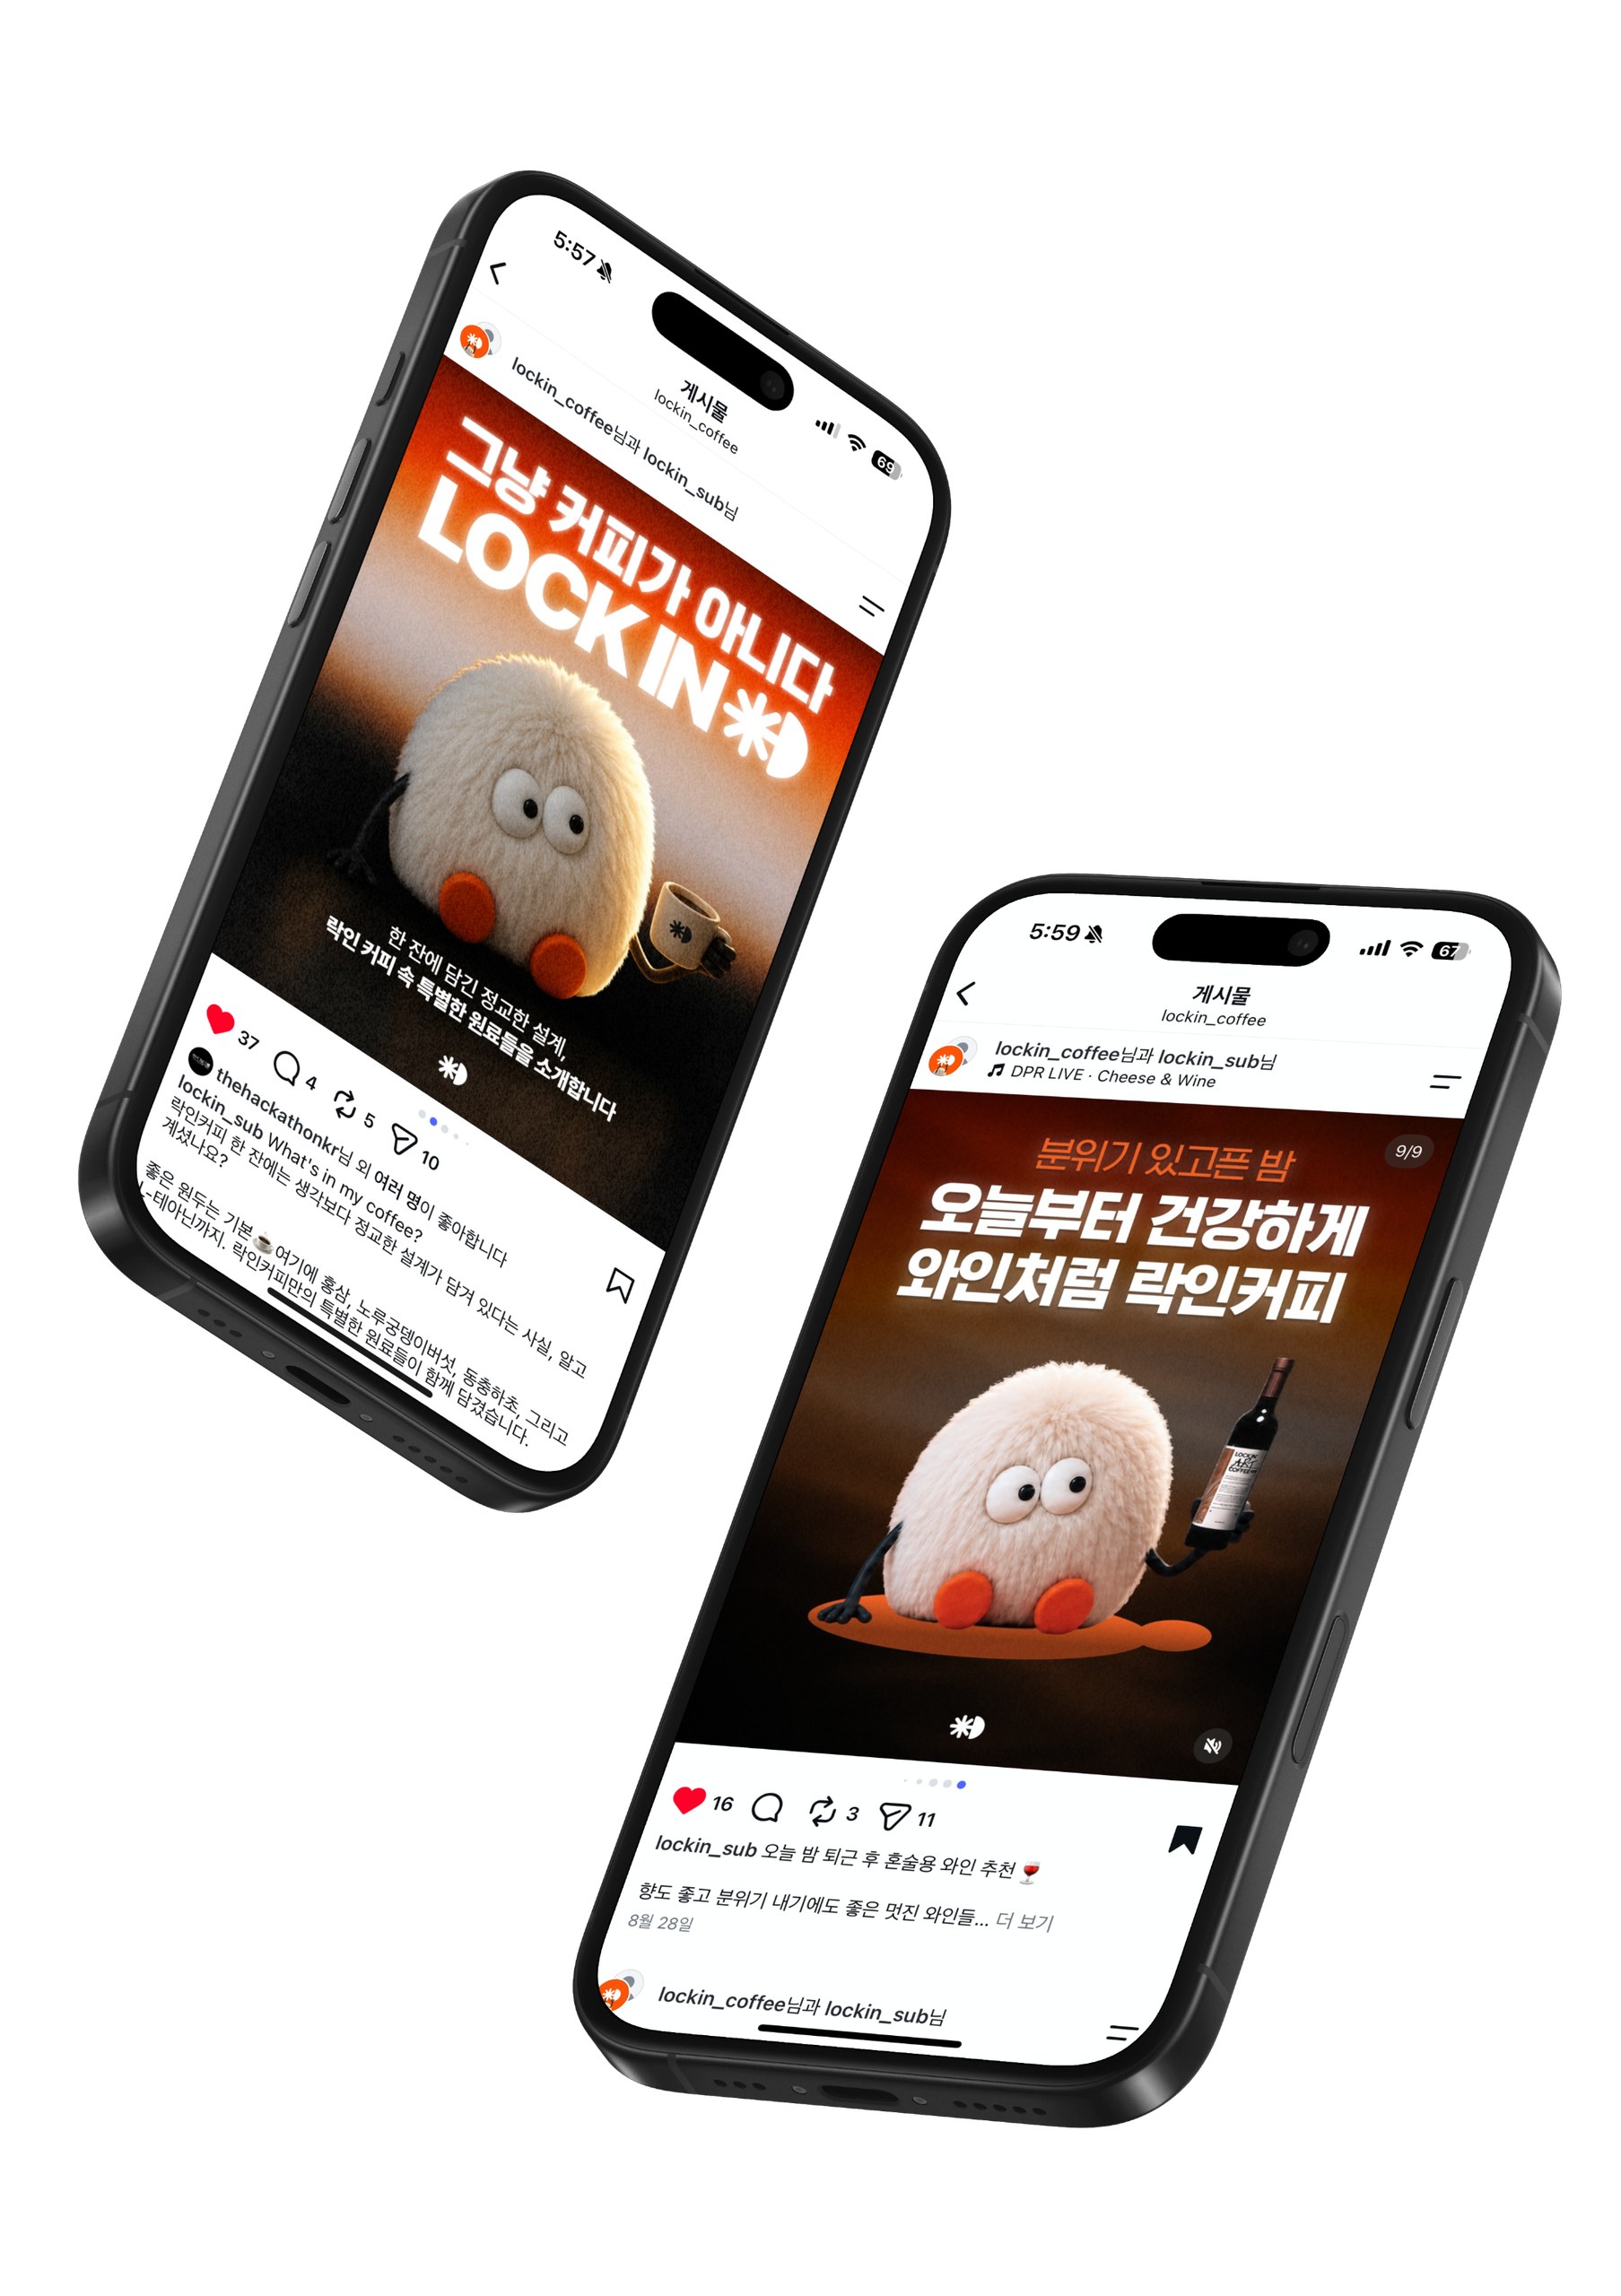 5:57
69
게시물
lockin_coffee
lockin_coffee님과 lockin_sub님
그냥 커피가 아니다
LOCK IN
한 잔에 담긴 정교한 설계,
락인 커피 속 특별한 원료들을 소개합니다
37 4 5 10
thehackathonkr님 외 여러 명이 좋아합니다
lockin_sub What's in my coffee?
락인커피 한 잔에는 생각보다 정교한 설계가 담겨 있다는 사실, 알고
계셨나요?
좋은 원두는 기본 ☕여기에 홍삼, 노루궁뎅이버섯, 동충하초, 그리고
L-테아닌까지. 락인커피만의 특별한 원료들이 함께 담겼습니다.
5:59
67
게시물
lockin_coffee
lockin_coffee님과 lockin_sub님
DPR LIVE · Cheese & Wine
9/9
분위기 있고픈 밤
오늘부터 건강하게
와인처럼 락인커피
LOCKIN
ART
COFFEE
16 3 11
lockin_sub 오늘 밤 퇴근 후 혼술용 와인 추천 🍷
향도 좋고 분위기 내기에도 좋은 멋진 와인들... 더 보기
8월 28일
lockin_coffee님과 lockin_sub님